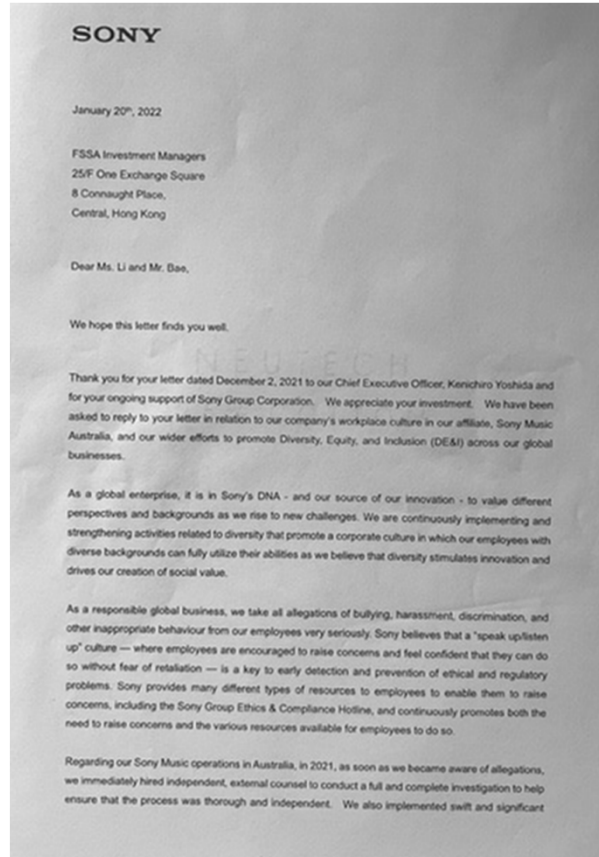 SONY
January 20th, 2022
FSSA Investment Managers
25/F One Exchange Square
8 Connaught Place,
Central, Hong Kong
Dear Ms. Li and Mr. Bae,
We hope this letter finds you well.
NEUTECH
Thank you for your letter dated December 2, 2021 to our Chief Executive Officer, Kenichiro Yoshida and
for your ongoing support of Sony Group Corporation. We appreciate your investment. We have been
asked to reply to your letter in relation to our company's workplace culture in our affiliate, Sony Music
Australia, and our wider efforts to promote Diversity, Equity, and Inclusion (DE&I) across our global
businesses.
As a global enterprise, it is in Sony's DNA - and our source of our innovation - to value different
perspectives and backgrounds as we rise to new challenges. We are continuously implementing and
strengthening activities related to diversity that promote a corporate culture in which our employees with
diverse backgrounds can fully utilize their abilities as we believe that diversity stimulates innovation and
drives our creation of social value.
As a responsible global business, we take all allegations of bullying, harassment, discrimination, and
other inappropriate behaviour from our employees very seriously. Sony believes that a "speak up/listen
up" culture — where employees are encouraged to raise concerns and feel confident that they can do
so without fear of retaliation — is a key to early detection and prevention of ethical and regulatory
problems. Sony provides many different types of resources to employees to enable them to raise
concerns, including the Sony Group Ethics & Compliance Hotline, and continuously promotes both the
need to raise concerns and the various resources available for employees to do so.
Regarding our Sony Music operations in Australia, in 2021, as soon as we became aware of allegations,
we immediately hired independent, external counsel to conduct a full and complete investigation to help
ensure that the process was thorough and independent. We also implemented swift and significant